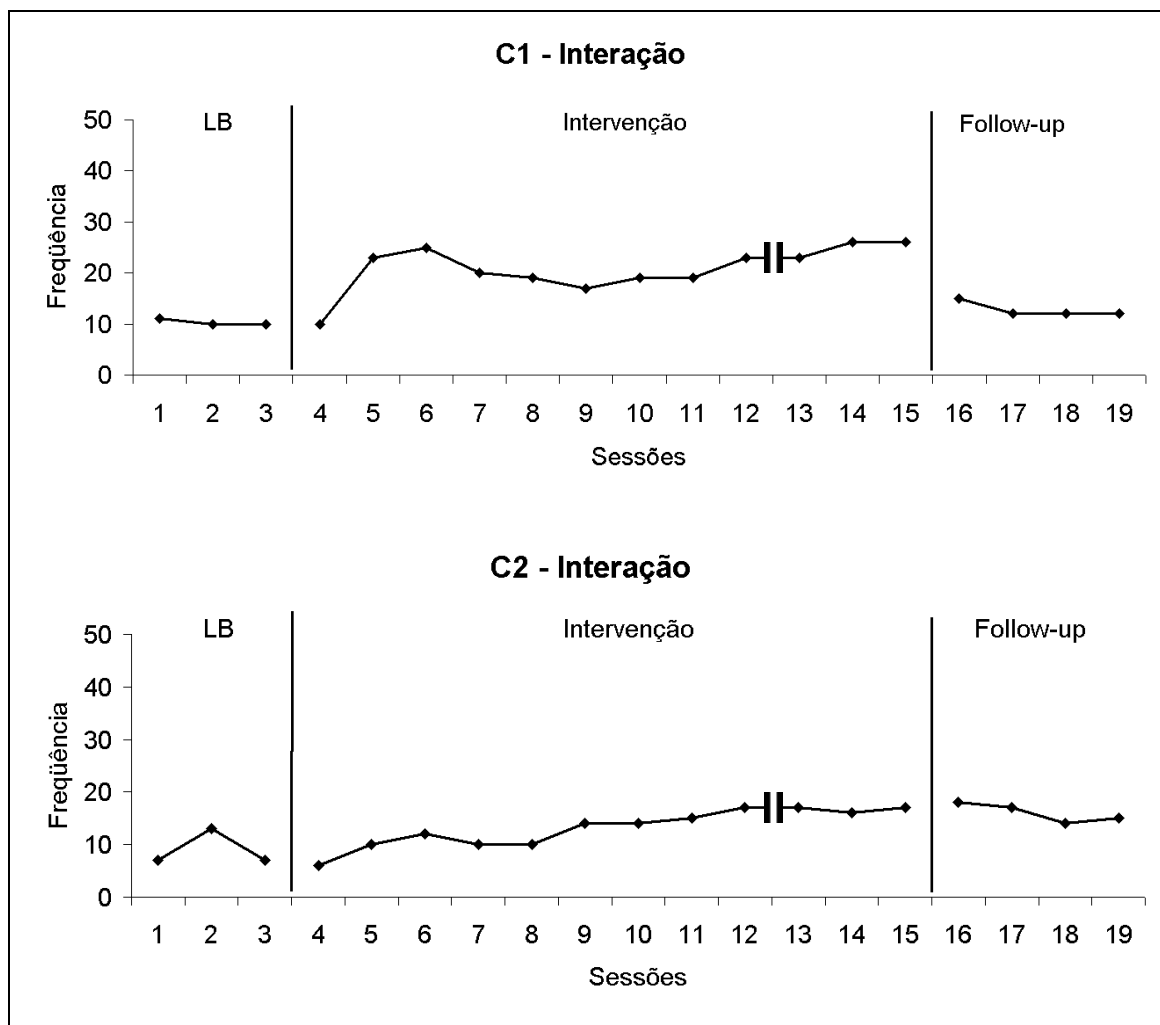 C1 - Interação
LB Intervenção Follow-up
Freqüência
50
40
30
20
10
0
1 2 3 4 5 6 7 8 9 10 11 12 13 14 15 16 17 18 19
Sessões
C2 - Interação
LB Intervenção Follow-up
Freqüência
50
40
30
20
10
0
1 2 3 4 5 6 7 8 9 10 11 12 13 14 15 16 17 18 19
Sessões